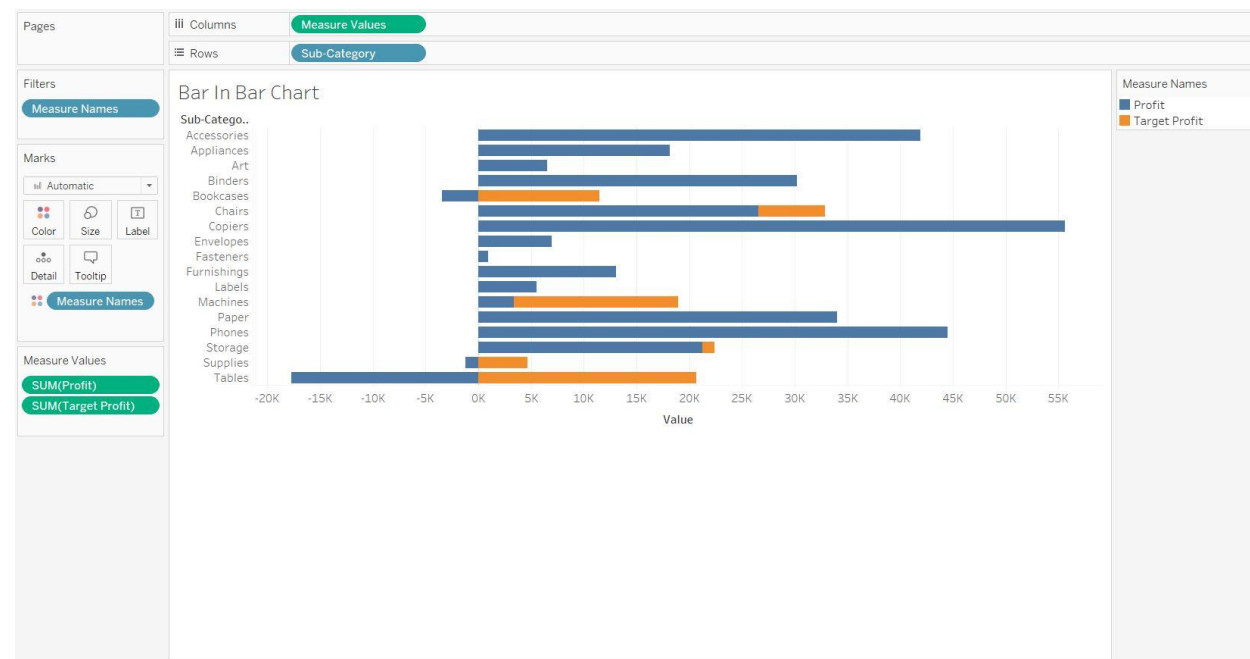 Pages
iii Columns
Measure Values
Rows
Sub-Category
Filters
Measure Names
Marks
Automatic
Color
Size
Label
Detail
Tooltip
Measure Names
Measure Values
SUM(Profit)
SUM(Target Profit)
Bar In Bar Chart
Sub-Catego..
Accessories
Appliances
Art
Binders
Bookcases
Chairs
Copiers
Envelopes
Fasteners
Furnishings
Labels
Machines
Paper
Phones
Storage
Supplies
Tables
-20K -15K -10K -5K 0K 5K 10K 15K 20K 25K 30K 35K 40K 45K 50K 55K
Value
Measure Names
Profit
Target Profit